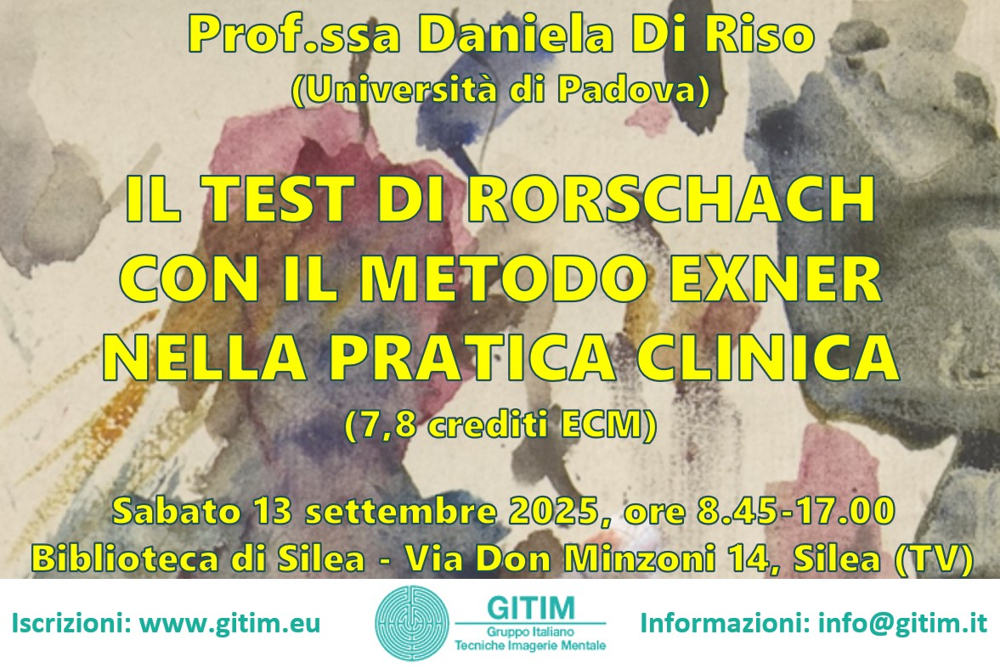 Prof.ssa Daniela Di Riso
(Università di Padova)
IL TEST DI RORSCHACH
CON IL METODO EXNER
NELLA PRATICA CLINICA
(7,8 crediti ECM)
Sabato 13 settembre 2025, ore 8.45-17.00
Biblioteca di Silea - Via Don Minzoni 14, Silea (TV)
Iscrizioni: www.gitim.eu
GITIM
Gruppo Italiano
Tecniche Imagerie Mentale
Informazioni: info@gitim.it